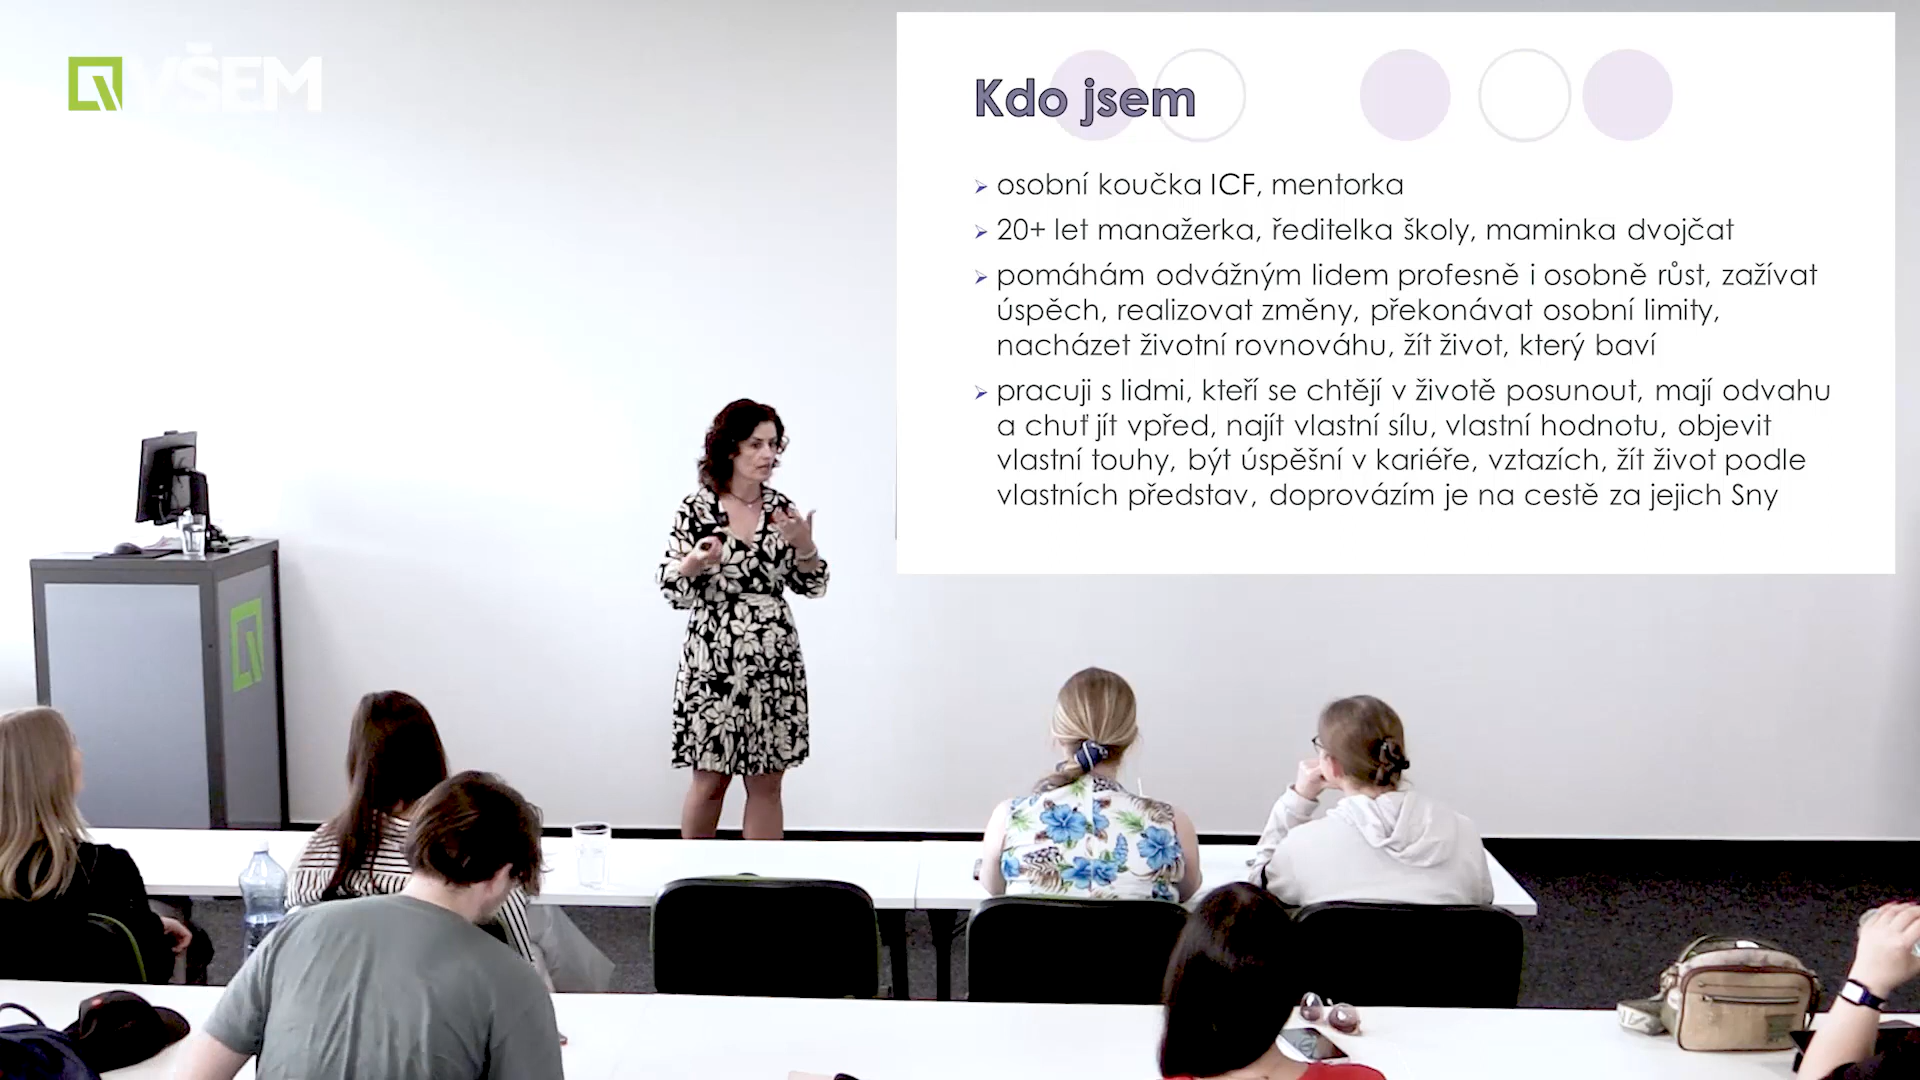 VŠEM
Kdo jsem
osobní koučka ICF, mentorka
20+ let manažerka, ředitelka školy, maminka dvojčat
pomáhám odvážným lidem profesně i osobně růst, zažívat
úspěch, realizovat změny, překonávat osobní limity,
nacházet životní rovnováhu, žít život, který baví
pracuji s lidmi, kteří se chtějí v životě posunout, mají odvahu
a chuť jít vpřed, najít vlastní sílu, vlastní hodnotu, objevit
vlastní touhy, být úspěšní v kariéře, vztazích, žít život podle
vlastních představ, doprovázím je na cestě za jejich Sny